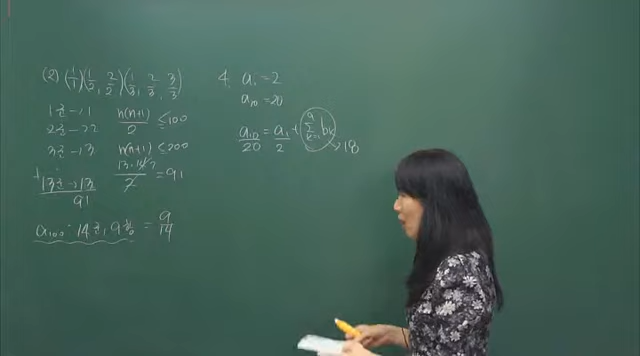 (2) (1/1)(1/2, 2/2)(1/3, 2/3, 3/3)
1군→1
2군→2
3군→3
+
13군→13
91
n(n+1)/2 ≤100
n(n+1)/2 ≤200
13·14/2 = 91
a₁₀₀ : 14군, 9 = 9/14
4. a₁ = 2
a₁₀ = 20
a₁₀ = a₁ + Σ bₖ → 18
20 2